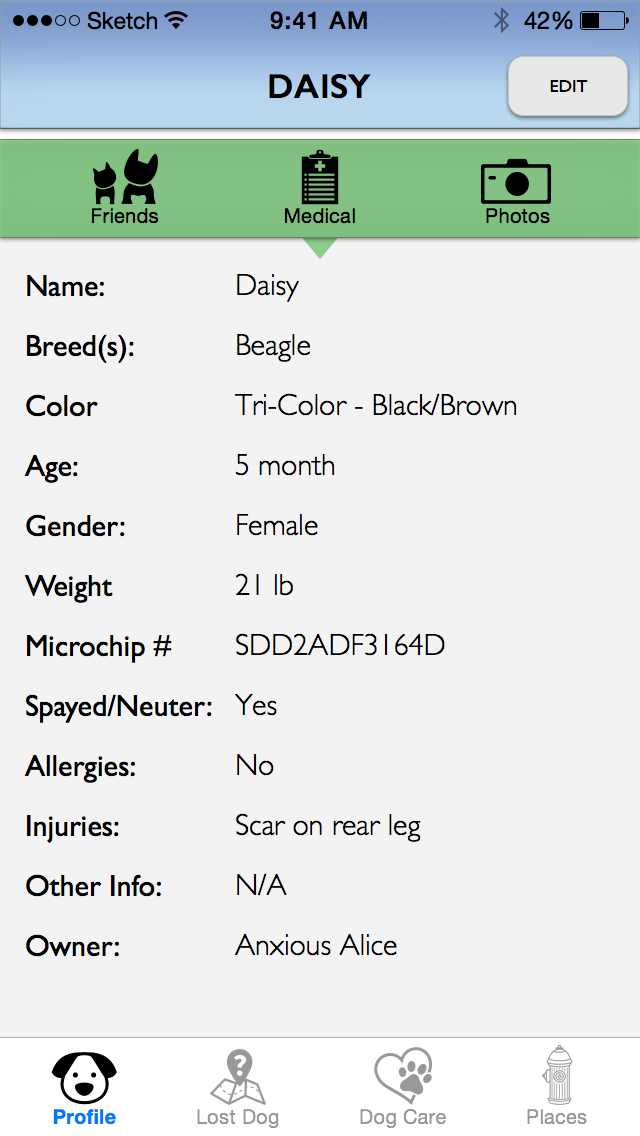 Sketch 9:41 AM 42%
DAISY EDIT
Friends Medical Photos
Name: Daisy
Breed(s): Beagle
Color Tri-Color - Black/Brown
Age: 5 month
Gender: Female
Weight 21 lb
Microchip # SDD2ADF3164D
Spayed/Neuter: Yes
Allergies: No
Injuries: Scar on rear leg
Other Info: N/A
Owner: Anxious Alice
?
Profile Lost Dog Dog Care Places